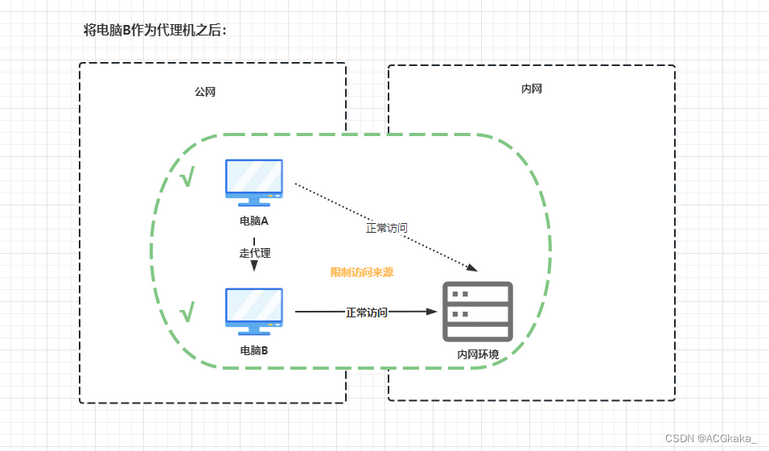 将电脑B作为代理机之后：
公网
内网
电脑A
正常访问
走代理
限制访问来源
正常访问
电脑B
内网环境
CSDN @ACGkaka_